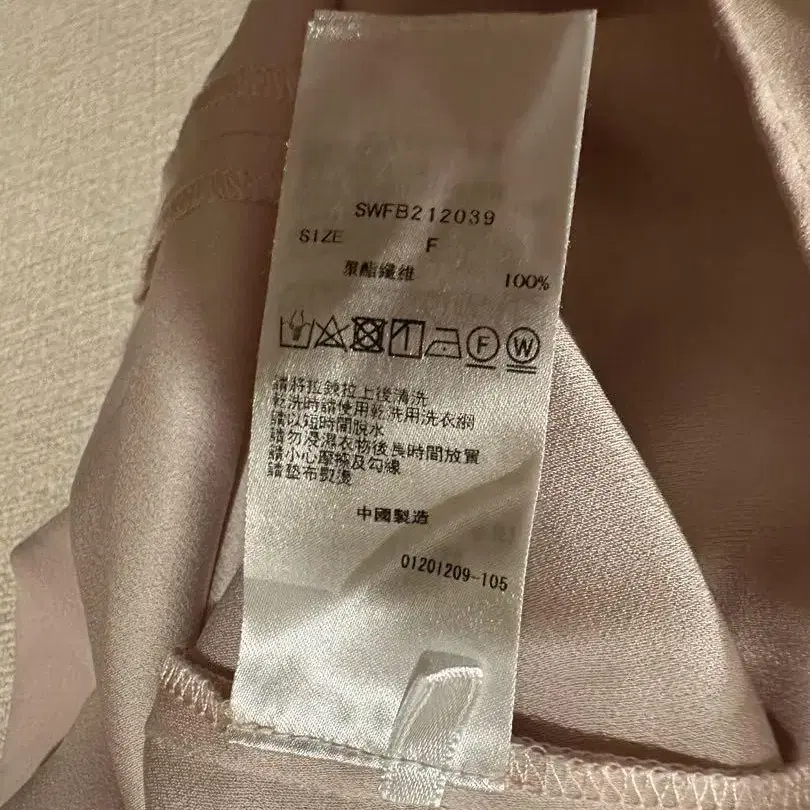 SWFB212039
SIZE F
聚酯纖維 100%
F W
請將拉鍊拉上後清洗
乾洗時請使用乾洗用洗衣網
請以短時間脫水
請勿浸濕衣物後長時間放置
請小心壓線及勾線
請墊布熨燙
中國製造
01201209-105